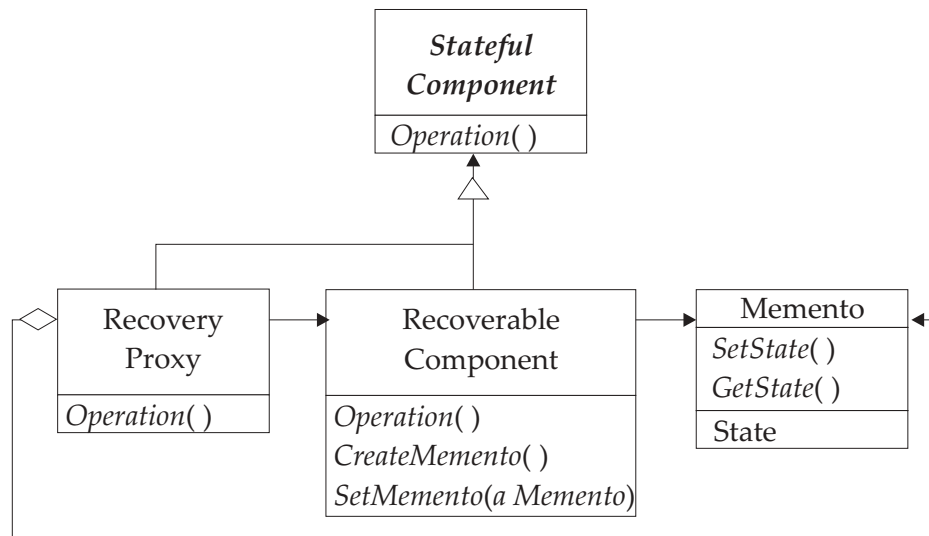 Stateful
Component
Operation( )
Recovery
Proxy
Operation( )
Recoverable
Component
Operation( )
CreateMemento( )
SetMemento(a Memento)
Memento
SetState( )
GetState( )
State